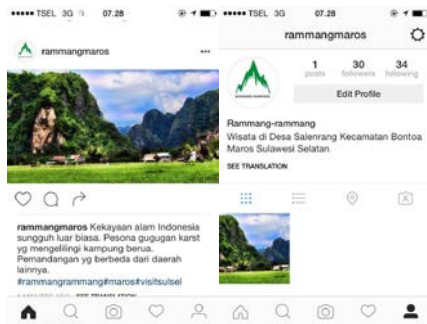 TSEL 3G 07.28
rammangmaros
rammangmaros Kekayaan alam Indonesia
sungguh luar biasa. Pesona gugugan karst
yg mengelilingi kampung berua.
Pemandangan yg berbeda dari daerah
lainnya.
#rammangrammang#maros#visitsulsel
TSEL 3G 07.28
rammangmaros
1 30 34
posts followers following
Edit Profile
Rammang-rammang
Wisata di Desa Salenrang Kecamatan Bontoa
Maros Sulawesi Selatan
SEE TRANSLATION